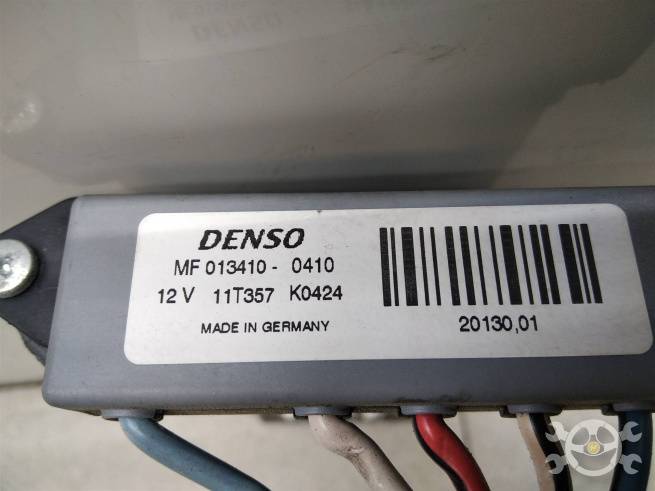 DENSO
MF 013410 - 0410
12 V 11T357 K0424
MADE IN GERMANY
20130,01